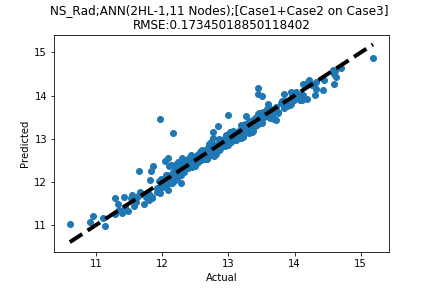 NS_Rad;ANN(2HL-1,11 Nodes);[Case1+Case2 on Case3]
RMSE:0.17345018850118402
15
14
13
12
11
Predicted
11
12
13
14
15
Actual